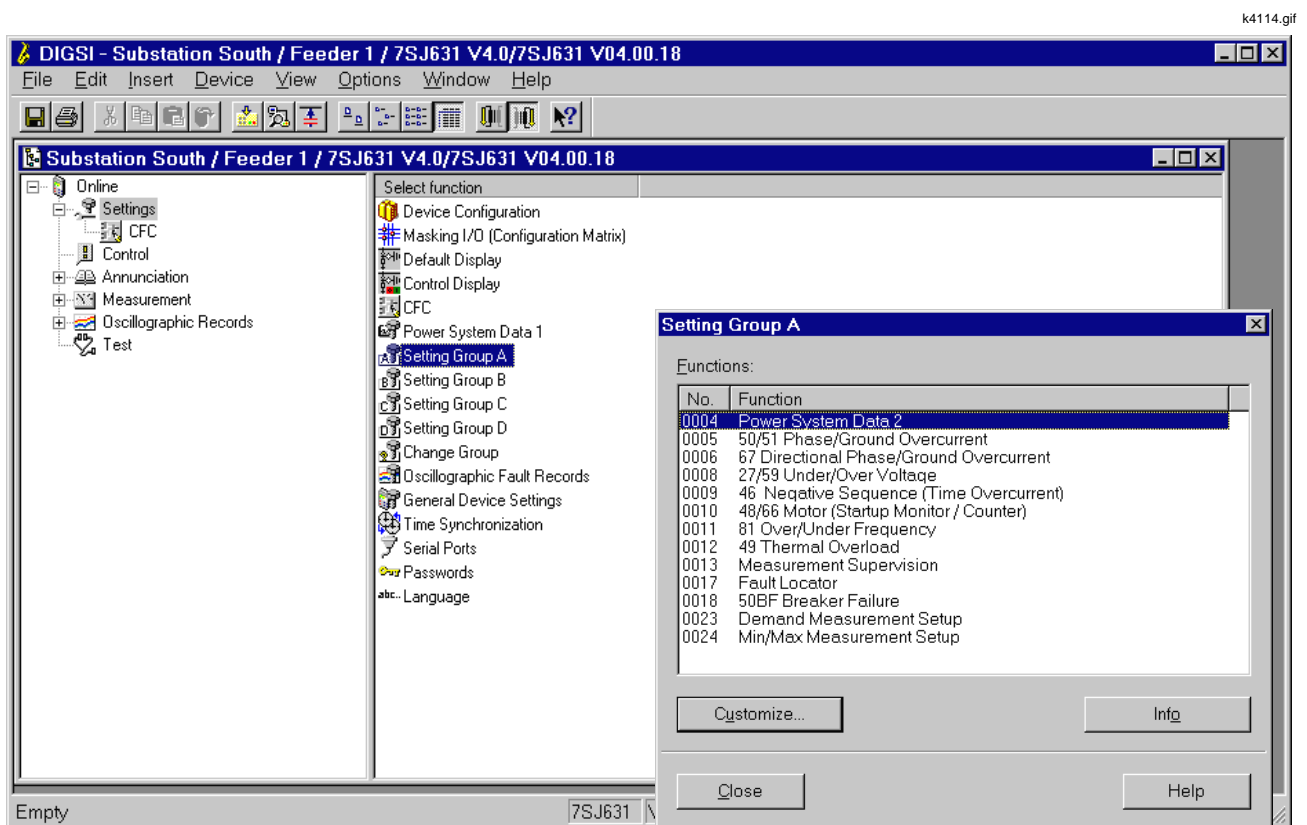 k4114.gif
DIGSI - Substation South / Feeder 1 / 7SJ631 V4.0/7SJ631 V04.00.18
File Edit Insert Device View Options Window Help
Substation South / Feeder 1 / 7SJ631 V4.0/7SJ631 V04.00.18
Online
Settings
CFC
Control
Annunciation
Measurement
Oscillographic Records
Test
Select function
Device Configuration
Masking I/O (Configuration Matrix)
Default Display
Control Display
CFC
Power System Data 1
Setting Group A
Setting Group B
Setting Group C
Setting Group D
Change Group
Oscillographic Fault Records
General Device Settings
Time Synchronization
Serial Ports
Passwords
abc.. Language
Setting Group A
Functions:
No. Function
0004 Power System Data 2
0005 50/51 Phase/Ground Overcurrent
0006 67 Directional Phase/Ground Overcurrent
0008 27/59 Under/Over Voltage
0009 46 Negative Sequence (Time Overcurrent)
0010 48/66 Motor (Startup Monitor / Counter)
0011 81 Over/Under Frequency
0012 49 Thermal Overload
0013 Measurement Supervision
0017 Fault Locator
0018 50BF Breaker Failure
0023 Demand Measurement Setup
0024 Min/Max Measurement Setup
Customize... Info
Close Help
Empty 7SJ631